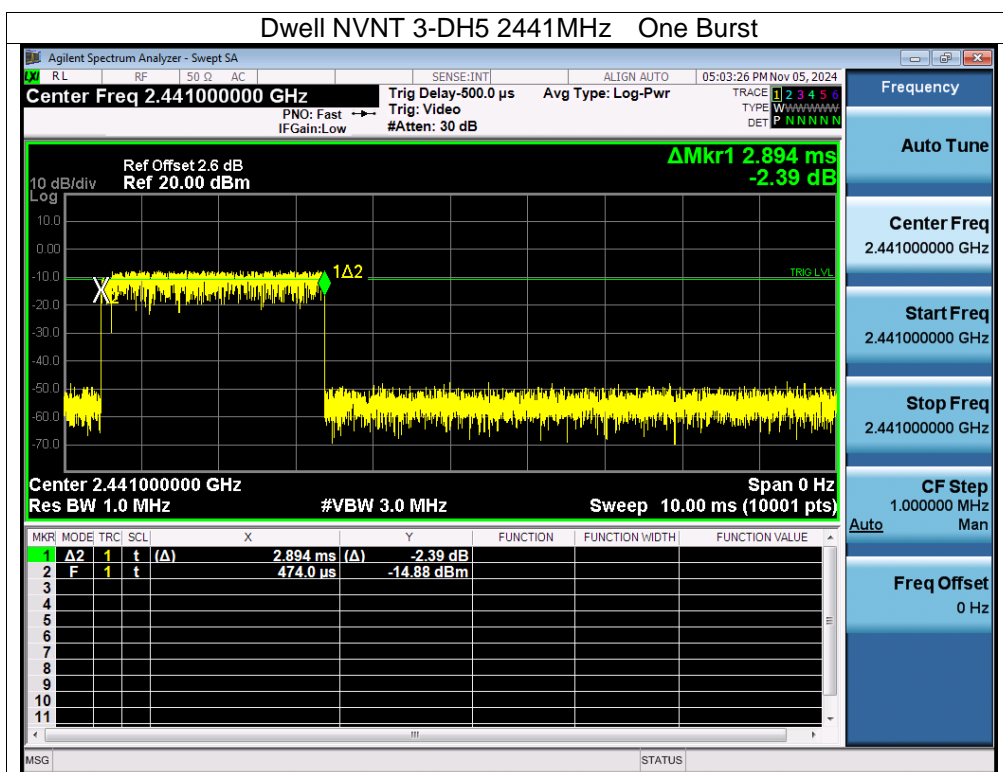 Dwell NVNT 3-DH5 2441MHz One Burst
Agilent Spectrum Analyzer - Swept SA
LXI RL RF 50 Ω AC SENSE:INT ALIGN AUTO 05:03:26 PM Nov 05, 2024
Center Freq 2.441000000 GHz
PNO: Fast
IFGain:Low
Trig Delay-500.0 µs
Trig: Video
#Atten: 30 dB
Avg Type: Log-Pwr
TRACE 1 2 3 4 5 6
TYPE WWWWWW
DET P NNNNN
Ref Offset 2.6 dB
Ref 20.00 dBm
10 dB/div
Log
ΔMkr1 2.894 ms
-2.39 dB
10.0
0.00
-10.0
-20.0
-30.0
-40.0
-50.0
-60.0
-70.0
X2
1Δ2
TRIG LVL
Center 2.441000000 GHz Span 0 Hz
Res BW 1.0 MHz #VBW 3.0 MHz Sweep 10.00 ms (10001 pts)
MKR MODE TRC SCL X Y FUNCTION FUNCTION WIDTH FUNCTION VALUE
1 Δ2 1 t (Δ) 2.894 ms (Δ) -2.39 dB
2 F 1 t 474.0 µs -14.88 dBm
3
4
5
6
7
8
9
10
11
MSG STATUS
Frequency
Auto Tune
Center Freq
2.441000000 GHz
Start Freq
2.441000000 GHz
Stop Freq
2.441000000 GHz
CF Step
1.000000 MHz
Auto Man
Freq Offset
0 Hz